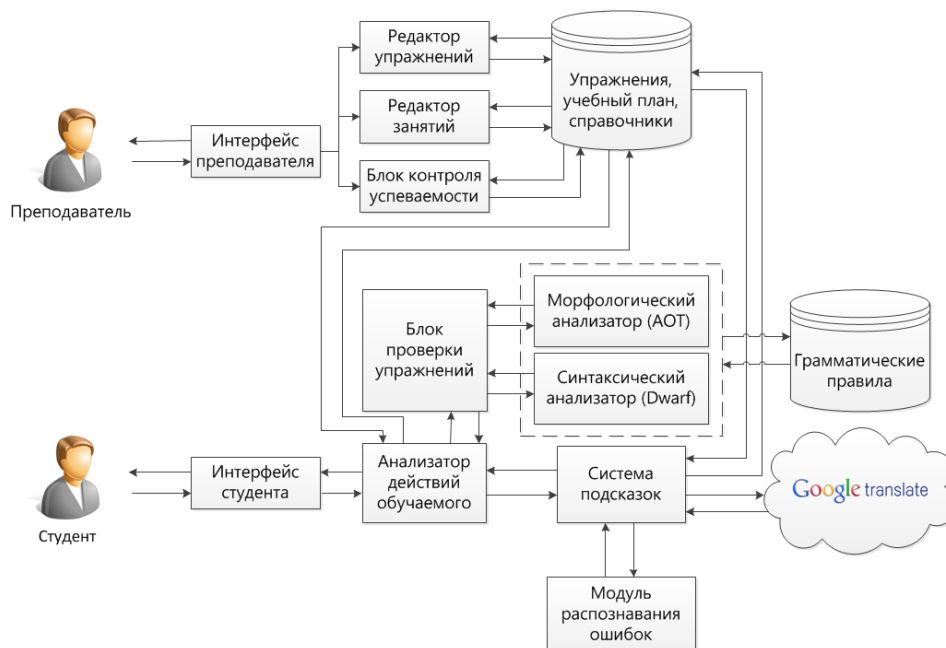 Редактор
упражнений
Упражнения,
учебный план,
справочники
Редактор
занятий
Интерфейс
преподавателя
Блок контроля
успеваемости
Преподаватель
Морфологический
анализатор (АОТ)
Блок
проверки
упражнений
Синтаксический
анализатор (Dwarf)
Грамматические
правила
Интерфейс
студента
Анализатор
действий
обучаемого
Система
подсказок
Google translate
Студент
Модуль
распознавания
ошибок